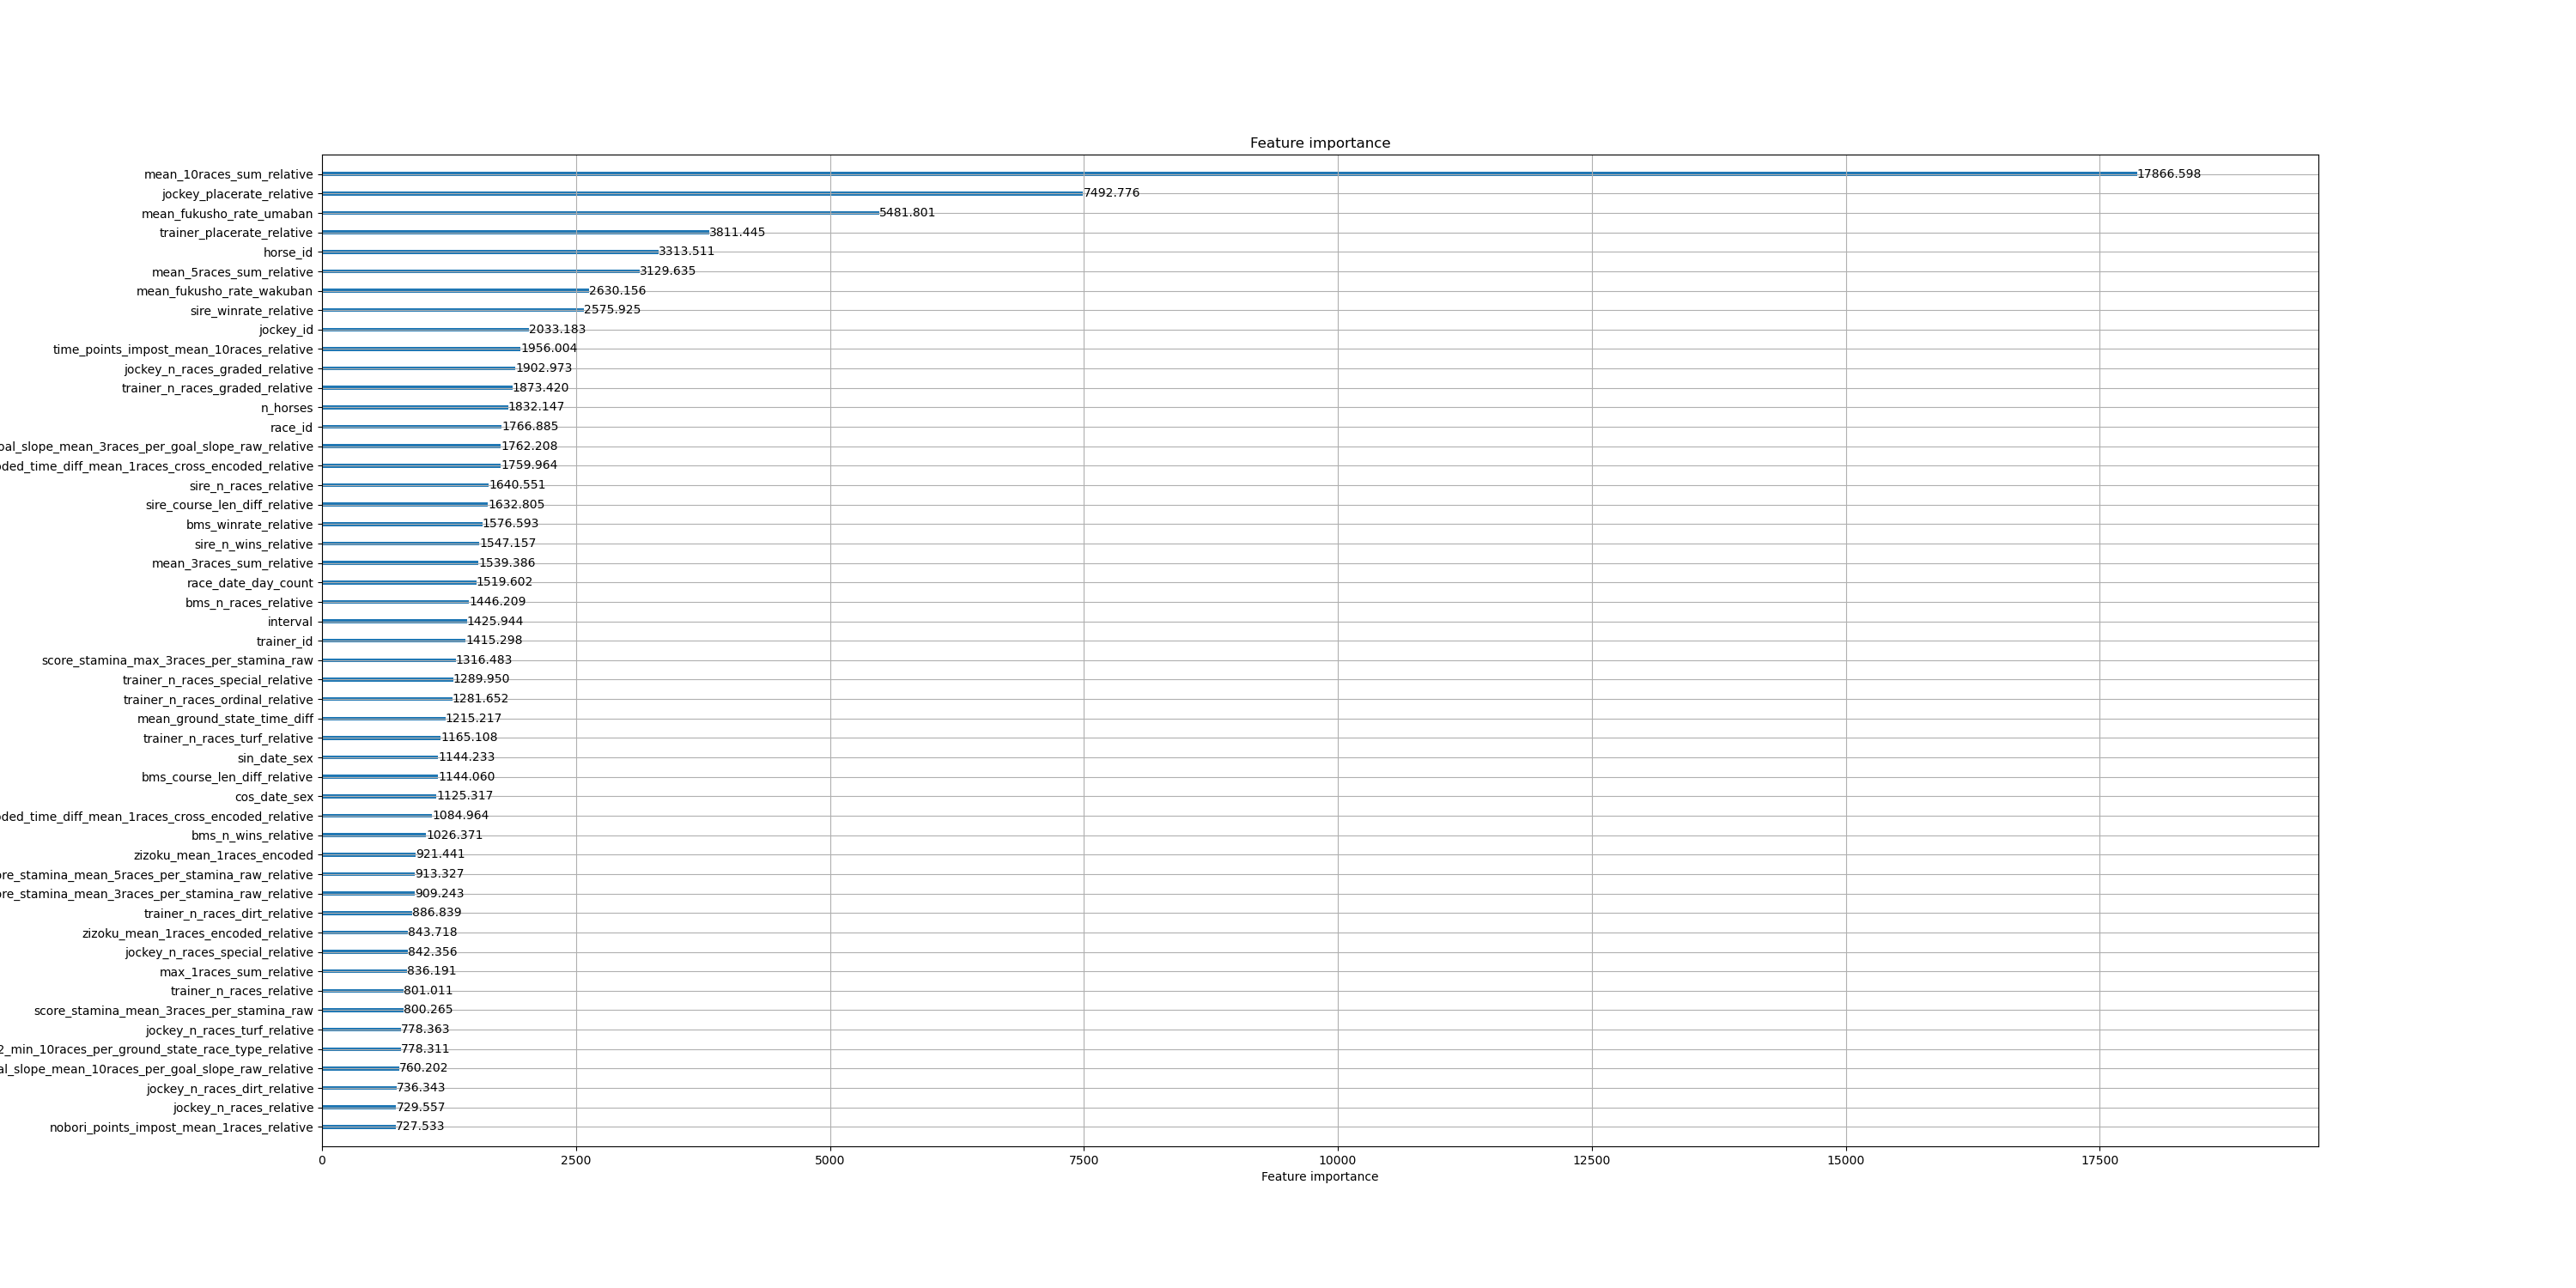 Feature importance
mean_10races_sum_relative 17866.598
jockey_placerate_relative 7492.776
mean_fukusho_rate_umaban 5481.801
trainer_placerate_relative 3811.445
horse_id 3313.511
mean_5races_sum_relative 3129.635
mean_fukusho_rate_wakuban 2630.156
sire_winrate_relative 2575.925
jockey_id 2033.183
time_points_impost_mean_10races_relative 1956.004
jockey_n_races_graded_relative 1902.973
trainer_n_races_graded_relative 1873.420
n_horses 1832.147
race_id 1766.885
oal_slope_mean_3races_per_goal_slope_raw_relative 1762.208
ded_time_diff_mean_1races_cross_encoded_relative 1759.964
sire_n_races_relative 1640.551
sire_course_len_diff_relative 1632.805
bms_winrate_relative 1576.593
sire_n_wins_relative 1547.157
mean_3races_sum_relative 1539.386
race_date_day_count 1519.602
bms_n_races_relative 1446.209
interval 1425.944
trainer_id 1415.298
score_stamina_max_3races_per_stamina_raw 1316.483
trainer_n_races_special_relative 1289.950
trainer_n_races_ordinal_relative 1281.652
mean_ground_state_time_diff 1215.217
trainer_n_races_turf_relative 1165.108
sin_date_sex 1144.233
bms_course_len_diff_relative 1144.060
cos_date_sex 1125.317
ded_time_diff_mean_1races_cross_encoded_relative 1084.964
bms_n_wins_relative 1026.371
zizoku_mean_1races_encoded 921.441
re_stamina_mean_5races_per_stamina_raw_relative 913.327
re_stamina_mean_3races_per_stamina_raw_relative 909.243
trainer_n_races_dirt_relative 886.839
zizoku_mean_1races_encoded_relative 843.718
jockey_n_races_special_relative 842.356
max_1races_sum_relative 836.191
trainer_n_races_relative 801.011
score_stamina_mean_3races_per_stamina_raw 800.265
jockey_n_races_turf_relative 778.363
2_min_10races_per_ground_state_race_type_relative 778.311
al_slope_mean_10races_per_goal_slope_raw_relative 760.202
jockey_n_races_dirt_relative 736.343
jockey_n_races_relative 729.557
nobori_points_impost_mean_1races_relative 727.533
0 2500 5000 7500 10000 12500 15000 17500
Feature importance